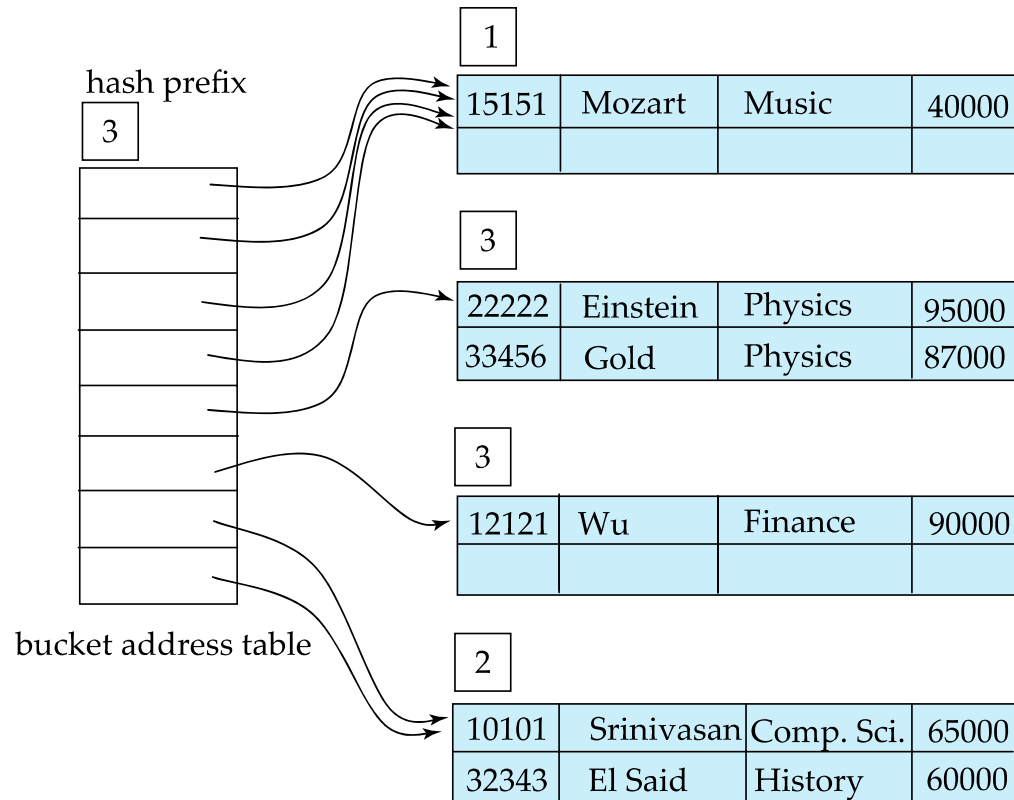 hash prefix
3
bucket address table
1
15151 Mozart Music 40000
3
22222 Einstein Physics 95000
33456 Gold Physics 87000
3
12121 Wu Finance 90000
2
10101 Srinivasan Comp. Sci. 65000
32343 El Said History 60000